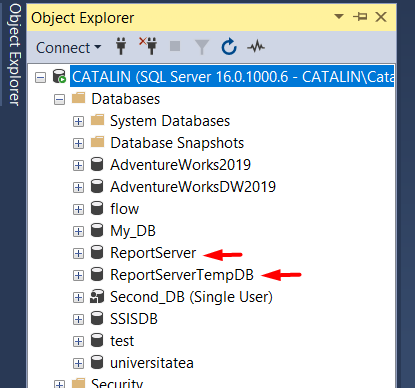 Object Explorer
Object Explorer
Connect
CATALIN (SQL Server 16.0.1000.6 - CATALIN\Cata
Databases
System Databases
Database Snapshots
AdventureWorks2019
AdventureWorksDW2019
flow
My_DB
ReportServer
ReportServerTempDB
Second_DB (Single User)
SSISDB
test
universitatea
Security